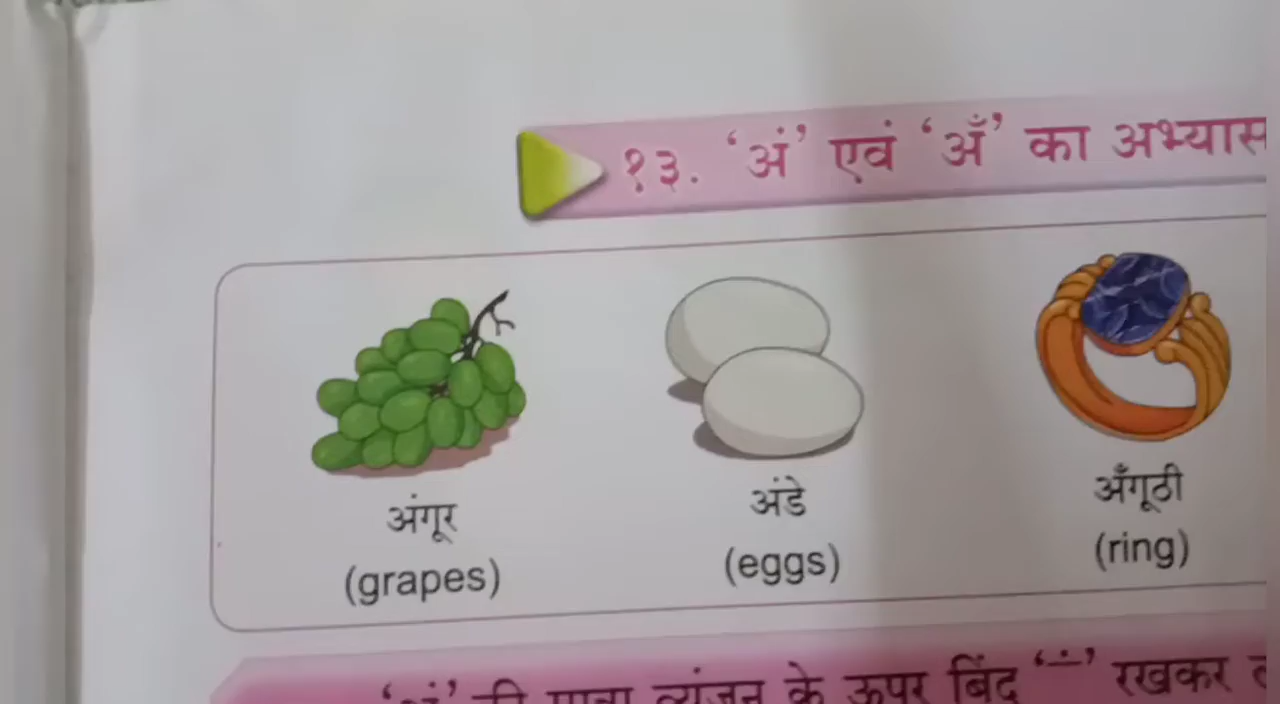 १३. ‘अं’ एवं ‘अँ’ का अभ्यास
अंगूर
(grapes)
अंडे
(eggs)
अँगूठी
(ring)
‘अं’ की मात्रा व्यंजन के ऊपर बिंदु ‘–ं’ रखकर